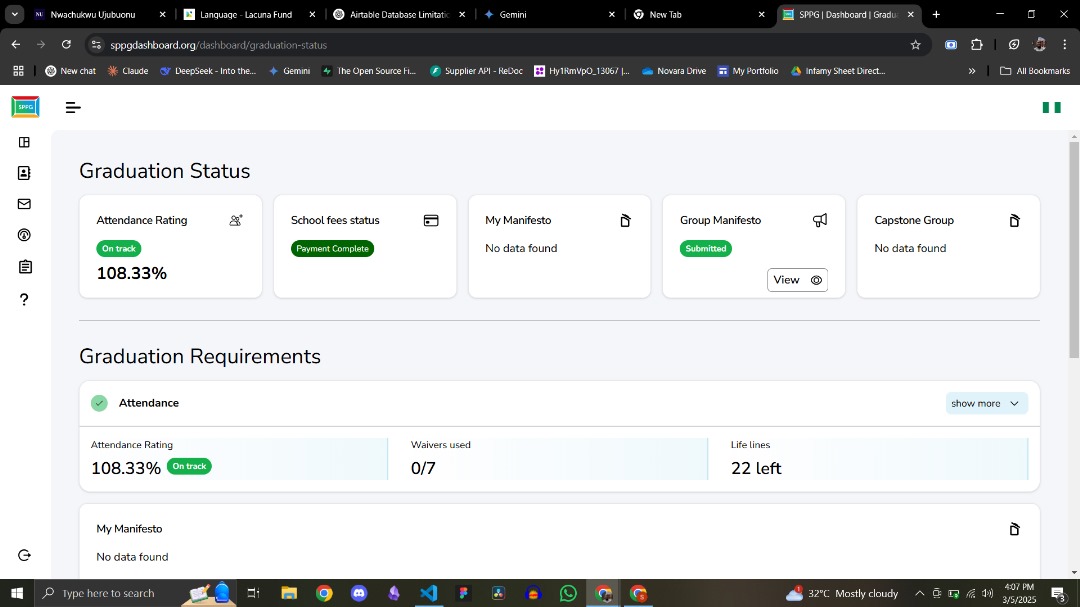 Nwachukwu Ujubuonu
Language - Lacuna Fund
Airtable Database Limitatio
Gemini
New Tab
SPPG | Dashboard | Gradu
sppgdashboard.org/dashboard/graduation-status
New chat
Claude
DeepSeek - Into the...
Gemini
The Open Source Fi...
Supplier API - ReDoc
Hy1RmVpO_13067 |...
Novara Drive
My Portfolio
Infamy Sheet Direct...
»
All Bookmarks
SPPG
Graduation Status
Attendance Rating
On track
108.33%
School fees status
Payment Complete
My Manifesto
No data found
Group Manifesto
Submitted
View
Capstone Group
No data found
Graduation Requirements
Attendance
show more
Attendance Rating
108.33% On track
Waivers used
0/7
Life lines
22 left
My Manifesto
No data found
Type here to search
32°C Mostly cloudy
4:07 PM
3/5/2025
3